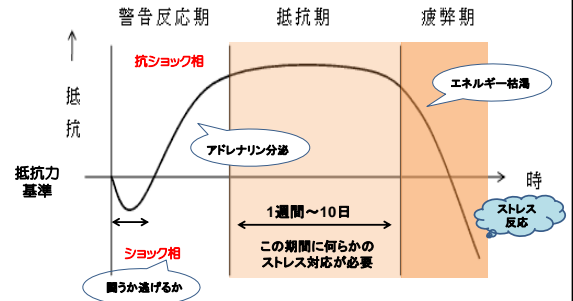 警告反応期
抵抗期
疲弊期
抗ショック相
エネルギー枯渇
抵抗
アドレナリン分泌
抵抗力
基準
時
1週間～10日
ストレス
反応
この期間に何らかの
ストレス対応が必要
ショック相
闘うか逃げるか